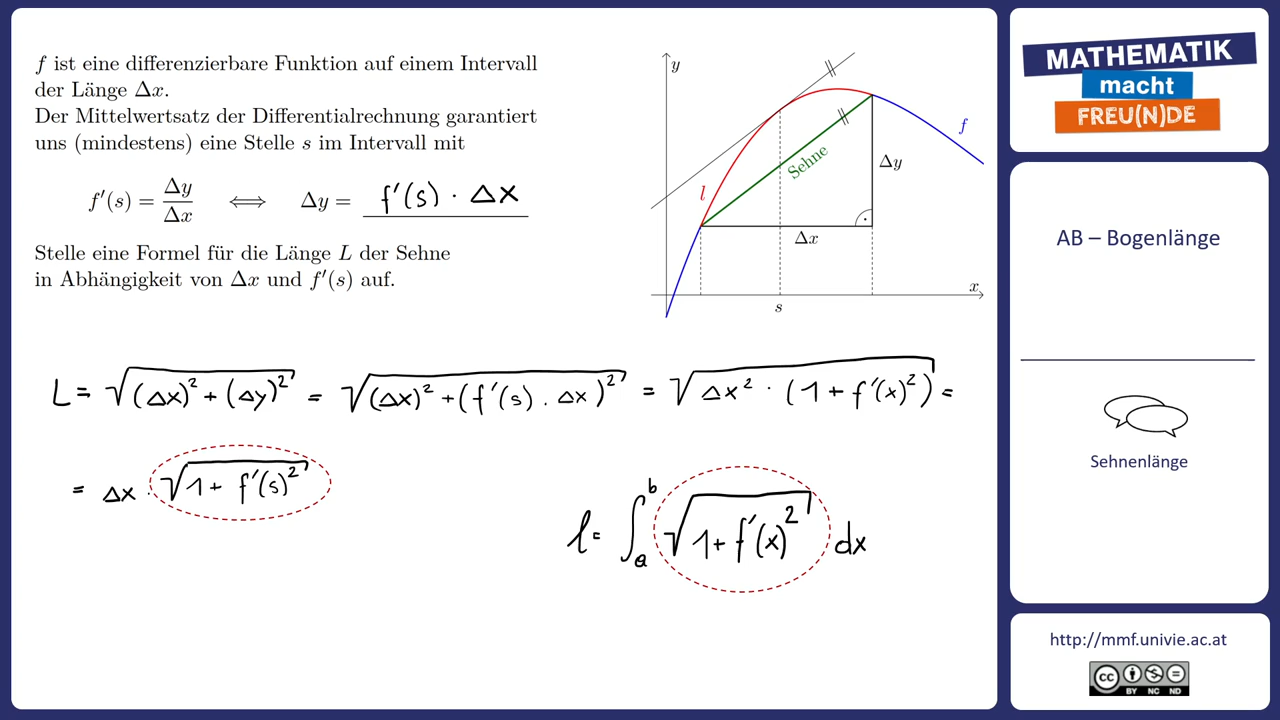 f ist eine differenzierbare Funktion auf einem Intervall
der Länge Δx.
Der Mittelwertsatz der Differentialrechnung garantiert
uns (mindestens) eine Stelle s im Intervall mit
f′(s) = Δy/Δx ⟺ Δy = f'(s) · Δx
Stelle eine Formel für die Länge L der Sehne
in Abhängigkeit von Δx und f′(s) auf.
y
f
l
Sehne
Δy
Δx
x
s
L = √((Δx)² + (Δy)²) = √((Δx)² + (f'(s) · Δx)²) = √(Δx² · (1 + f'(x)²)) =
= Δx · √(1 + f'(s)²)
l = ∫ₐᵇ √(1 + f'(x)²) dx
MATHEMATIK
macht
FREU(N)DE
AB – Bogenlänge
Sehnenlänge
http://mmf.univie.ac.at
cc
BY NC ND